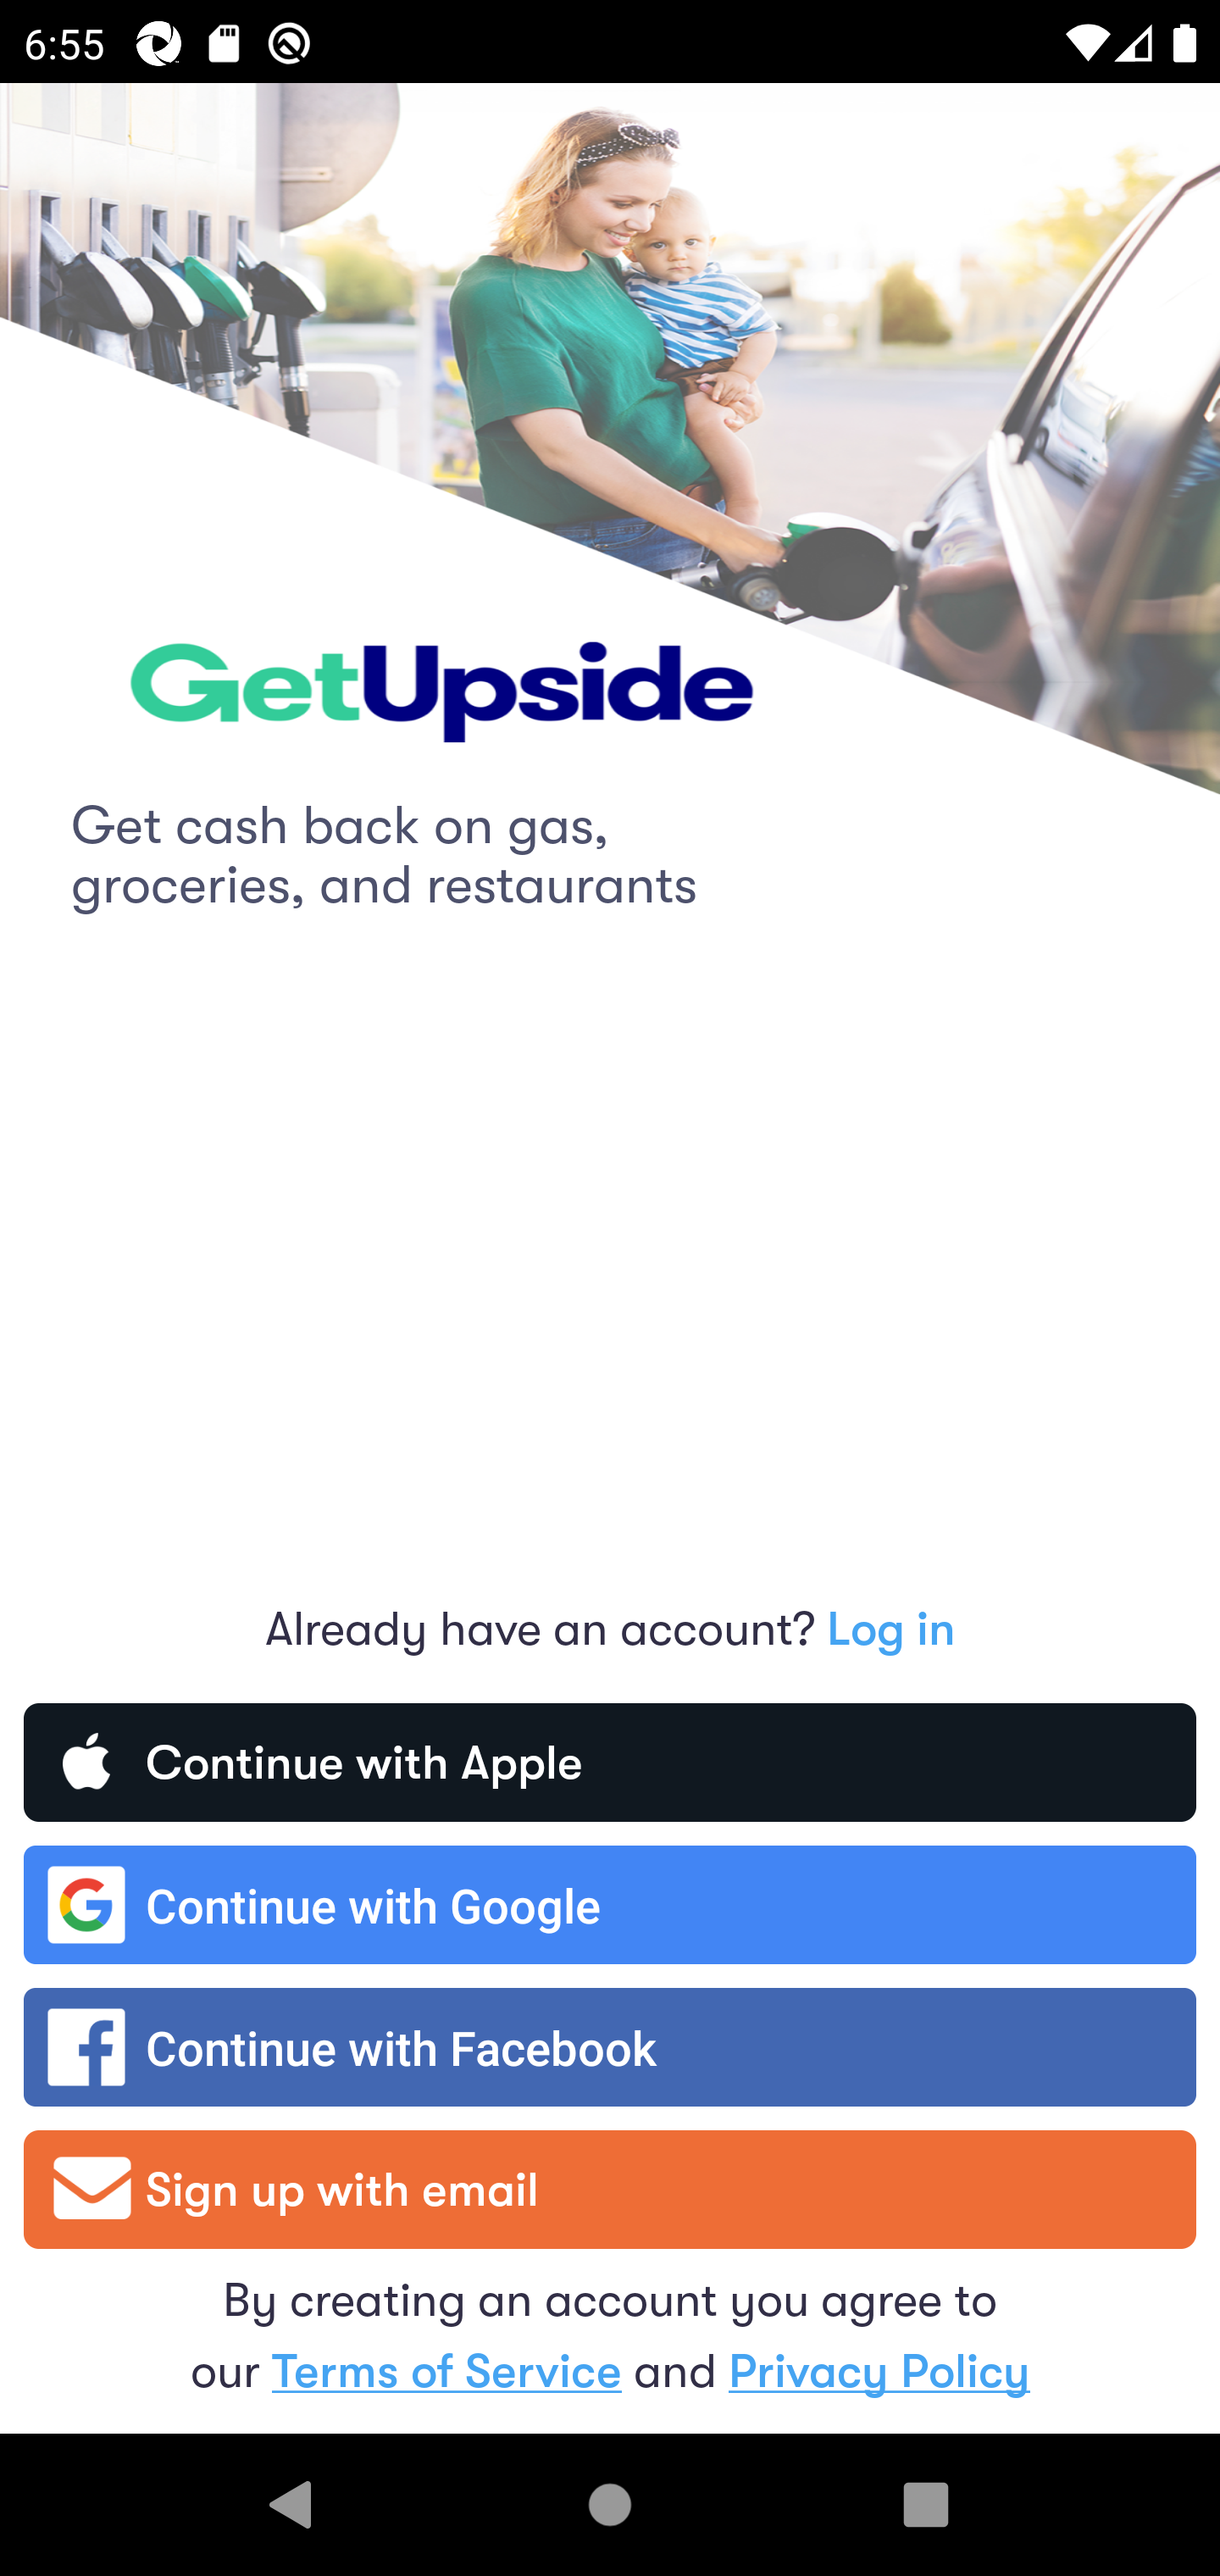 6:55
GetUpside
Get cash back on gas,
groceries, and restaurants
Already have an account? Log in
Continue with Apple
Continue with Google
Continue with Facebook
Sign up with email
By creating an account you agree to
our Terms of Service and Privacy Policy